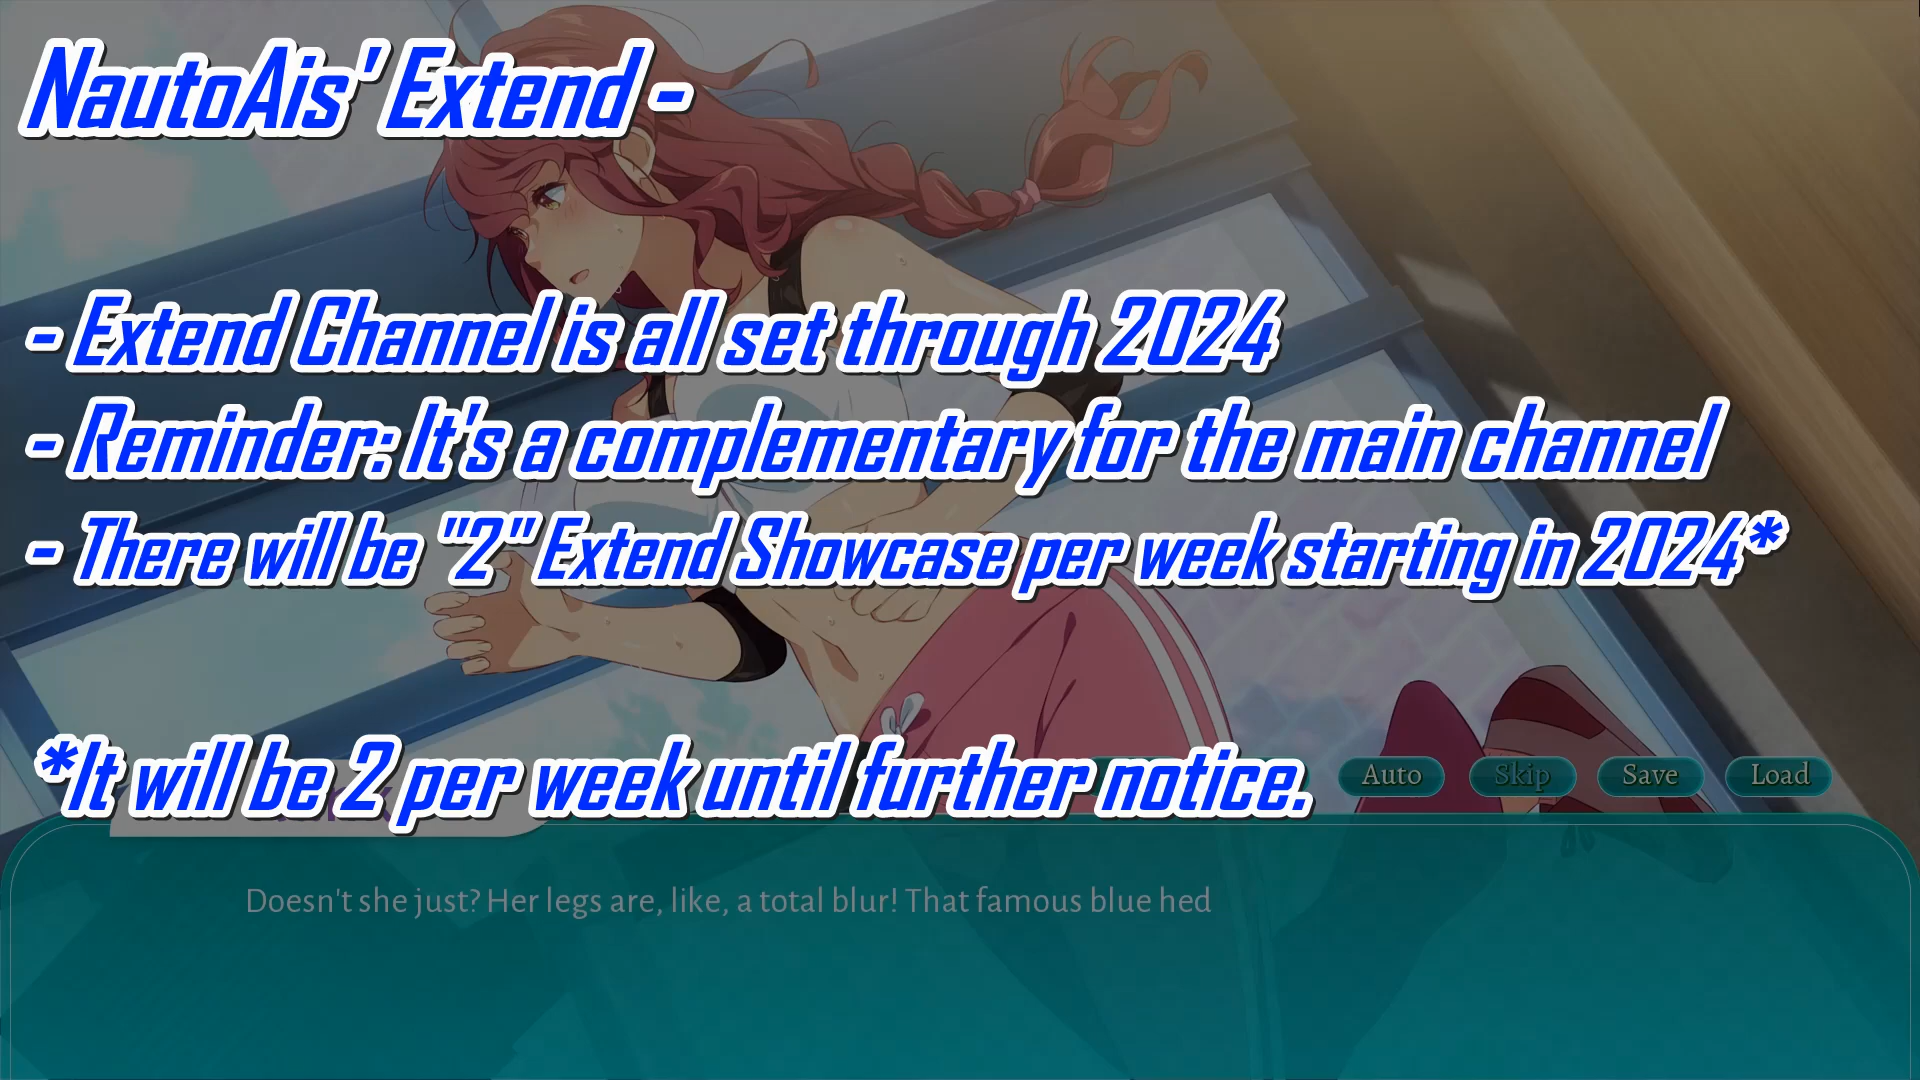 NautoAis' Extend -
- Extend Channel is all set through 2024
- Reminder: It's a complementary for the main channel
- There will be "2" Extend Showcase per week starting in 2024*
*It will be 2 per week until further notice.
Auto Skip Save Load
Doesn't she just? Her legs are, like, a total blur! That famous blue hed